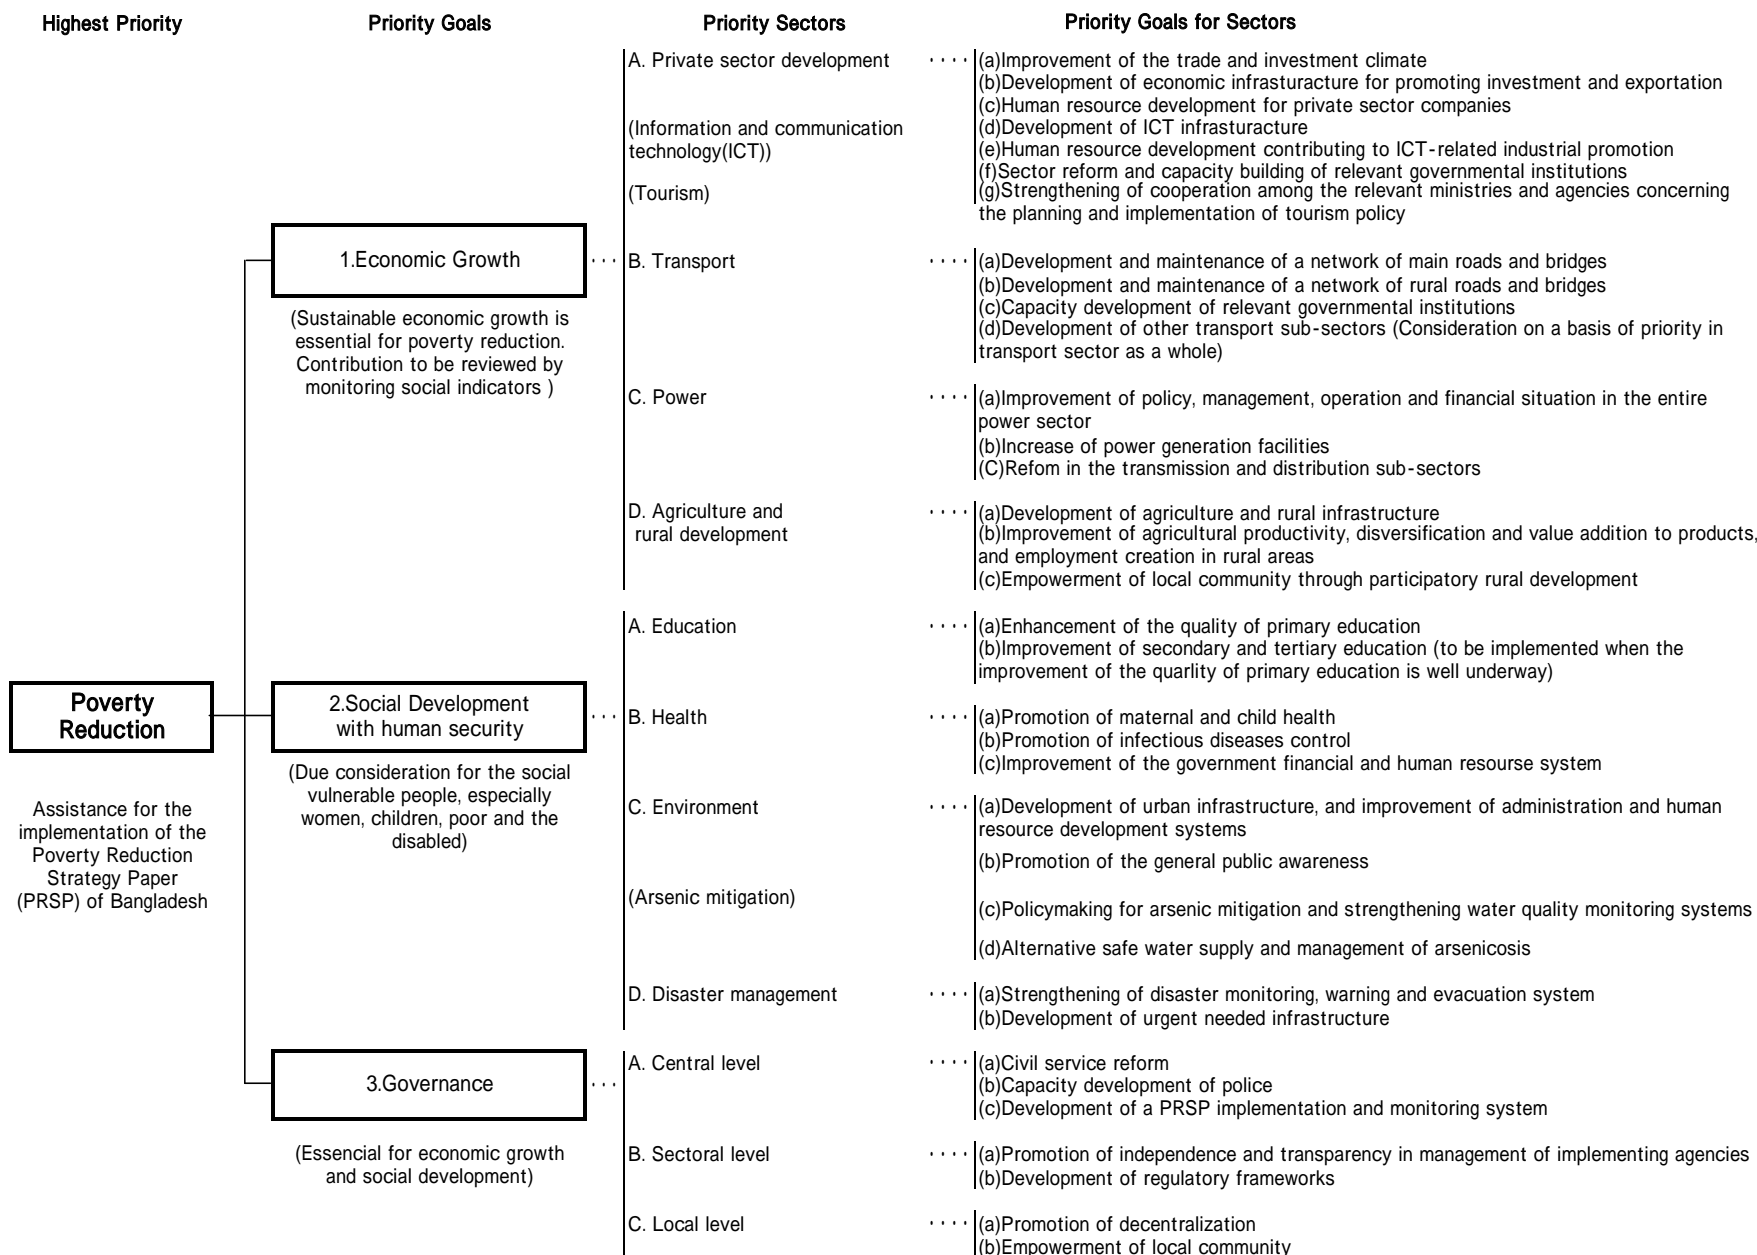 Highest Priority
Priority Goals
Priority Sectors
Priority Goals for Sectors
Poverty
Reduction
Assistance for the
implementation of the
Poverty Reduction
Strategy Paper
(PRSP) of Bangladesh
1.Economic Growth
(Sustainable economic growth is
essential for poverty reduction.
Contribution to be reviewed by
monitoring social indicators )
A. Private sector development
(Information and communication
technology(ICT))
(Tourism)
(a)Improvement of the trade and investment climate
(b)Development of economic infrasturacture for promoting investment and exportation
(c)Human resource development for private sector companies
(d)Development of ICT infrasturacture
(e)Human resource development contributing to ICT-related industrial promotion
(f)Sector reform and capacity building of relevant governmental institutions
(g)Strengthening of cooperation among the relevant ministries and agencies concerning
the planning and implementation of tourism policy
B. Transport
(a)Development and maintenance of a network of main roads and bridges
(b)Development and maintenance of a network of rural roads and bridges
(c)Capacity development of relevant governmental institutions
(d)Development of other transport sub-sectors (Consideration on a basis of priority in
transport sector as a whole)
C. Power
(a)Improvement of policy, management, operation and financial situation in the entire
power sector
(b)Increase of power generation facilities
(C)Refom in the transmission and distribution sub-sectors
D. Agriculture and
rural development
(a)Development of agriculture and rural infrastructure
(b)Improvement of agricultural productivity, disversification and value addition to products,
and employment creation in rural areas
(c)Empowerment of local community through participatory rural development
2.Social Development
with human security
(Due consideration for the social
vulnerable people, especially
women, children, poor and the
disabled)
A. Education
(a)Enhancement of the quality of primary education
(b)Improvement of secondary and tertiary education (to be implemented when the
improvement of the quarlity of primary education is well underway)
B. Health
(a)Promotion of maternal and child health
(b)Promotion of infectious diseases control
(c)Improvement of the government financial and human resourse system
C. Environment
(Arsenic mitigation)
(a)Development of urban infrastructure, and improvement of administration and human
resource development systems
(b)Promotion of the general public awareness
(c)Policymaking for arsenic mitigation and strengthening water quality monitoring systems
(d)Alternative safe water supply and management of arsenicosis
D. Disaster management
(a)Strengthening of disaster monitoring, warning and evacuation system
(b)Development of urgent needed infrastructure
3.Governance
(Essencial for economic growth
and social development)
A. Central level
(a)Civil service reform
(b)Capacity development of police
(c)Development of a PRSP implementation and monitoring system
B. Sectoral level
(a)Promotion of independence and transparency in management of implementing agencies
(b)Development of regulatory frameworks
C. Local level
(a)Promotion of decentralization
(b)Empowerment of local community